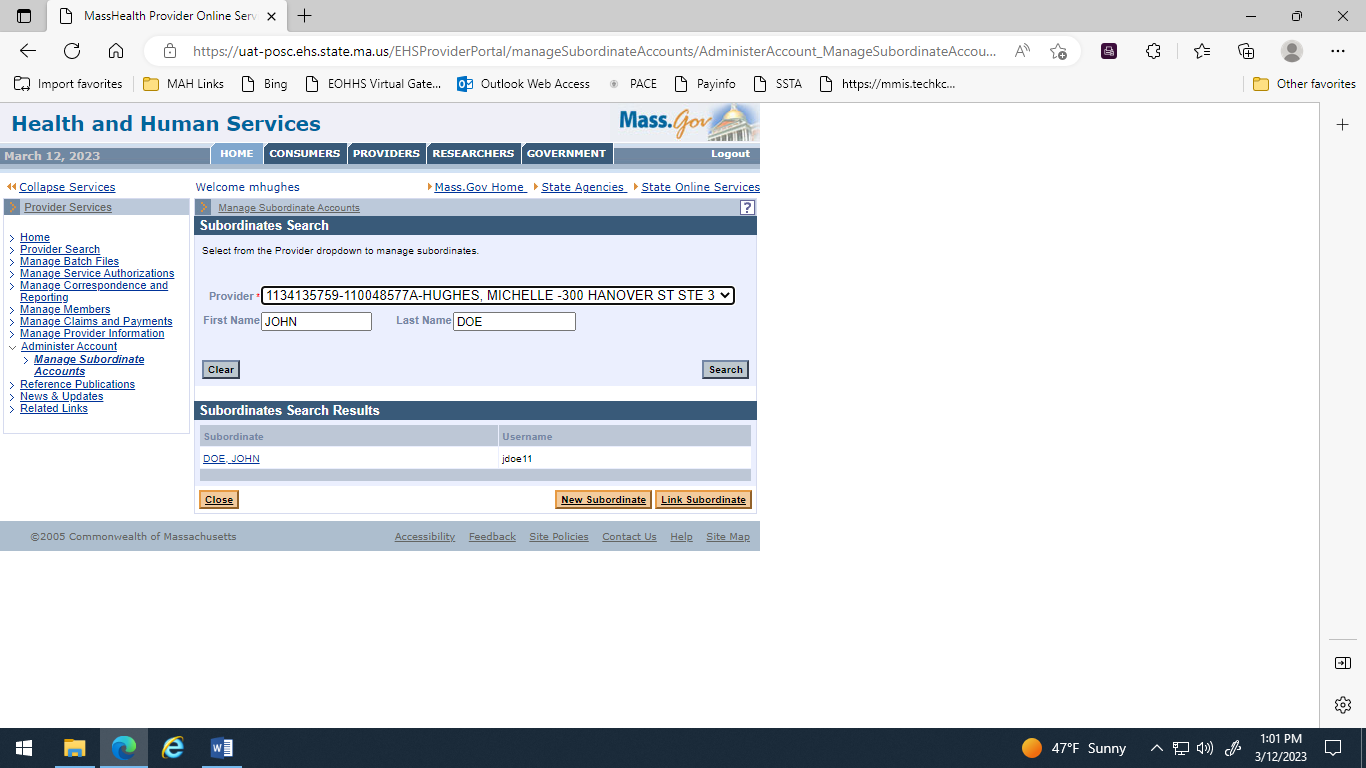 MassHealth Provider Online Serv
https://uat-posc.ehs.state.ma.us/EHSProviderPortal/manageSubordinateAccounts/AdministerAccount_ManageSubordinateAccou...
Import favorites MAH Links Bing EOHHS Virtual Gate... Outlook Web Access PACE Payinfo SSTA https://mmis.techkc... Other favorites
Health and Human Services Mass.Gov
March 12, 2023 HOME CONSUMERS PROVIDERS RESEARCHERS GOVERNMENT Logout
Collapse Services Welcome mhughes Mass.Gov Home State Agencies State Online Services
Provider Services
Home
Provider Search
Manage Batch Files
Manage Service Authorizations
Manage Correspondence and
Reporting
Manage Members
Manage Claims and Payments
Manage Provider Information
Administer Account
Manage Subordinate
Accounts
Reference Publications
News & Updates
Related Links
Manage Subordinate Accounts ?
Subordinates Search
Select from the Provider dropdown to manage subordinates.
Provider * 1134135759-110048577A-HUGHES, MICHELLE -300 HANOVER ST STE 3
First Name JOHN Last Name DOE
Clear Search
Subordinates Search Results
Subordinate Username
DOE, JOHN jdoe11
Close New Subordinate Link Subordinate
©2005 Commonwealth of Massachusetts Accessibility Feedback Site Policies Contact Us Help Site Map
47°F Sunny 1:01 PM
3/12/2023